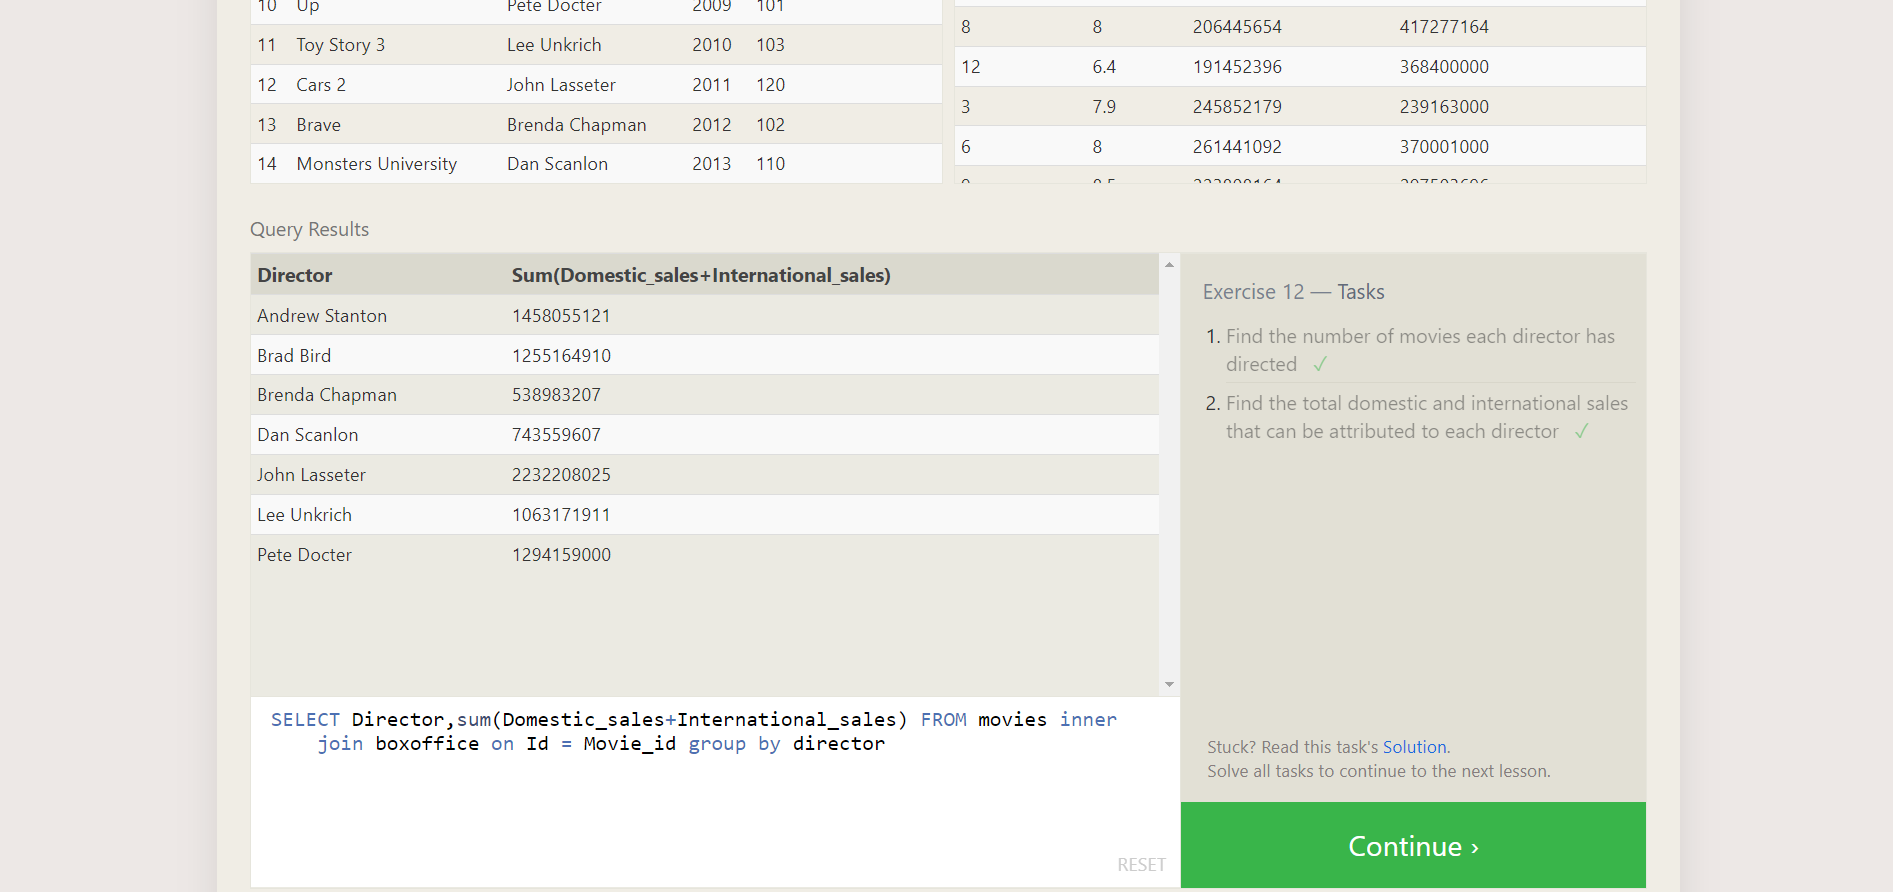 10 Up Pete Docter 2009 101
11 Toy Story 3 Lee Unkrich 2010 103
12 Cars 2 John Lasseter 2011 120
13 Brave Brenda Chapman 2012 102
14 Monsters University Dan Scanlon 2013 110
8 8 206445654 417277164
12 6.4 191452396 368400000
3 7.9 245852179 239163000
6 8 261441092 370001000
Query Results
Director Sum(Domestic_sales+International_sales)
Andrew Stanton 1458055121
Brad Bird 1255164910
Brenda Chapman 538983207
Dan Scanlon 743559607
John Lasseter 2232208025
Lee Unkrich 1063171911
Pete Docter 1294159000
SELECT Director,sum(Domestic_sales+International_sales) FROM movies inner
join boxoffice on Id = Movie_id group by director
RESET
Exercise 12 — Tasks
1. Find the number of movies each director has
directed ✓
2. Find the total domestic and international sales
that can be attributed to each director ✓
Stuck? Read this task's Solution.
Solve all tasks to continue to the next lesson.
Continue ›